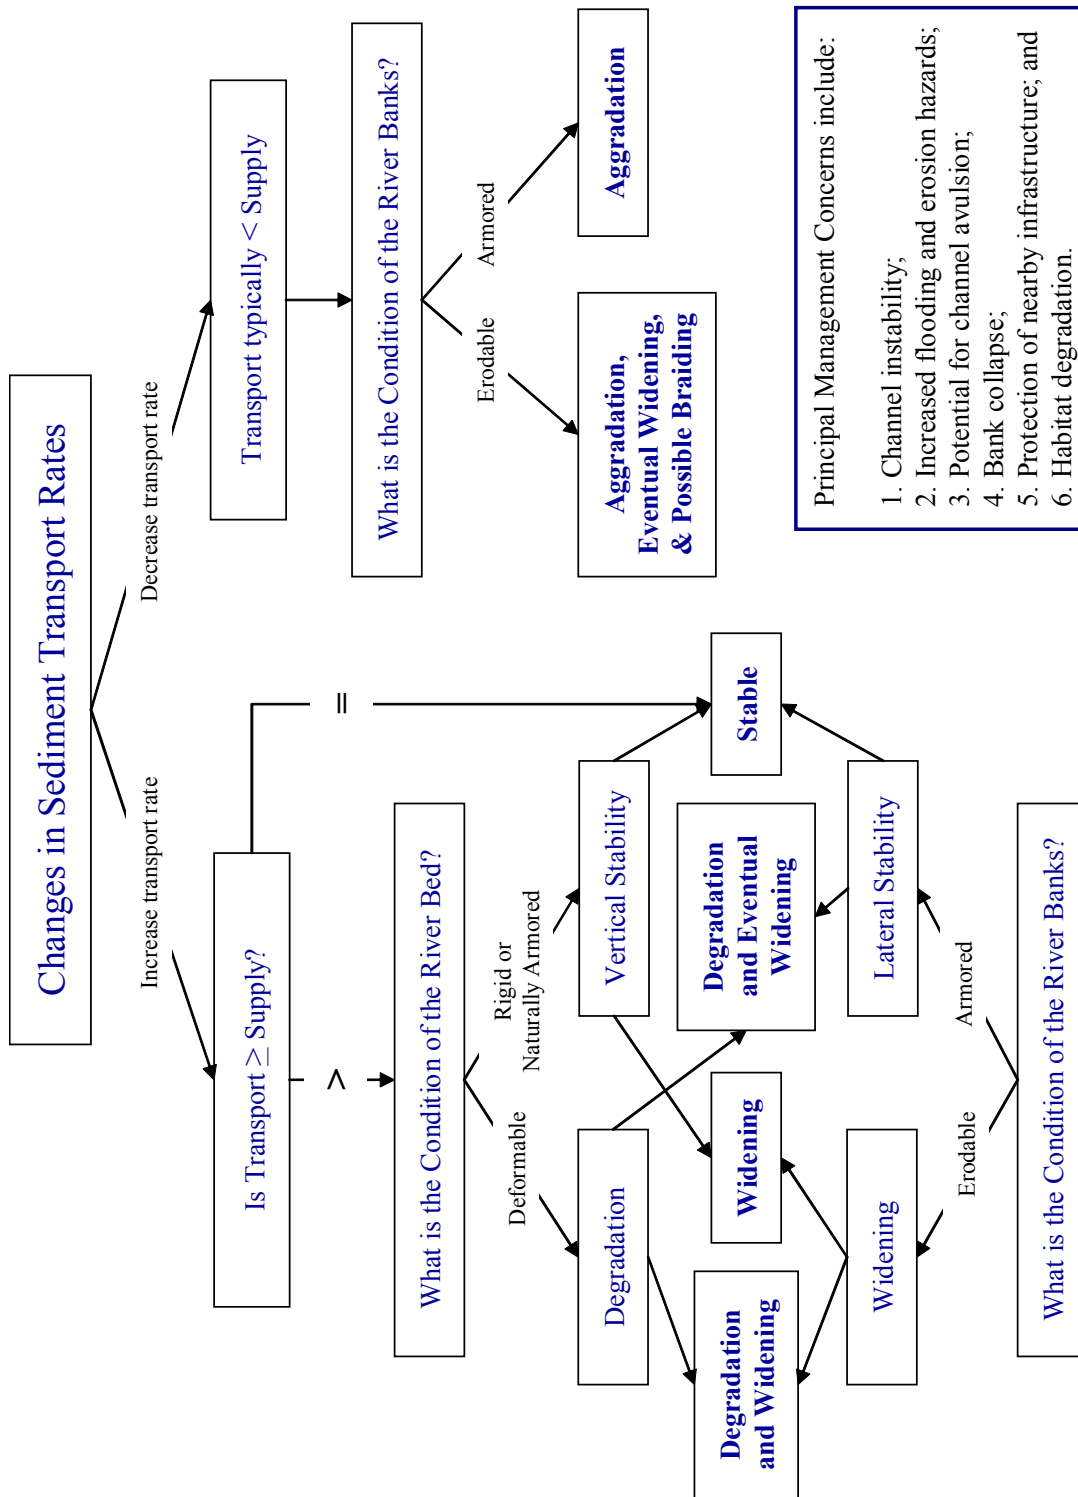 Changes in Sediment Transport Rates
Increase transport rate
Decrease transport rate
Is Transport ≥ Supply?
Transport typically < Supply
>
=
What is the Condition of the River Bed?
What is the Condition of the River Banks?
Deformable
Rigid or
Naturally Armored
Erodable
Armored
Degradation
Vertical Stability
Aggradation,
Eventual Widening,
& Possible Braiding
Aggradation
Degradation
and Widening
Widening
Degradation
and Eventual
Widening
Stable
Widening
Lateral Stability
Erodable
Armored
What is the Condition of the River Banks?
Principal Management Concerns include:
1. Channel instability;
2. Increased flooding and erosion hazards;
3. Potential for channel avulsion;
4. Bank collapse;
5. Protection of nearby infrastructure; and
6. Habitat degradation.